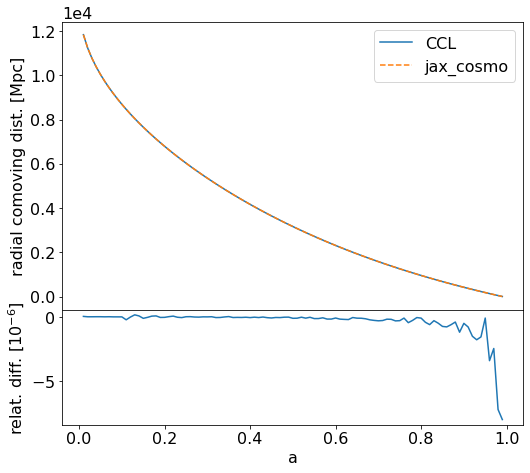 1e4
1.2
1.0
0.8
0.6
0.4
0.2
0.0
radial comoving dist. [Mpc]
CCL
jax_cosmo
0
−5
relat. diff. [10⁻⁶]
0.0 0.2 0.4 0.6 0.8 1.0
a